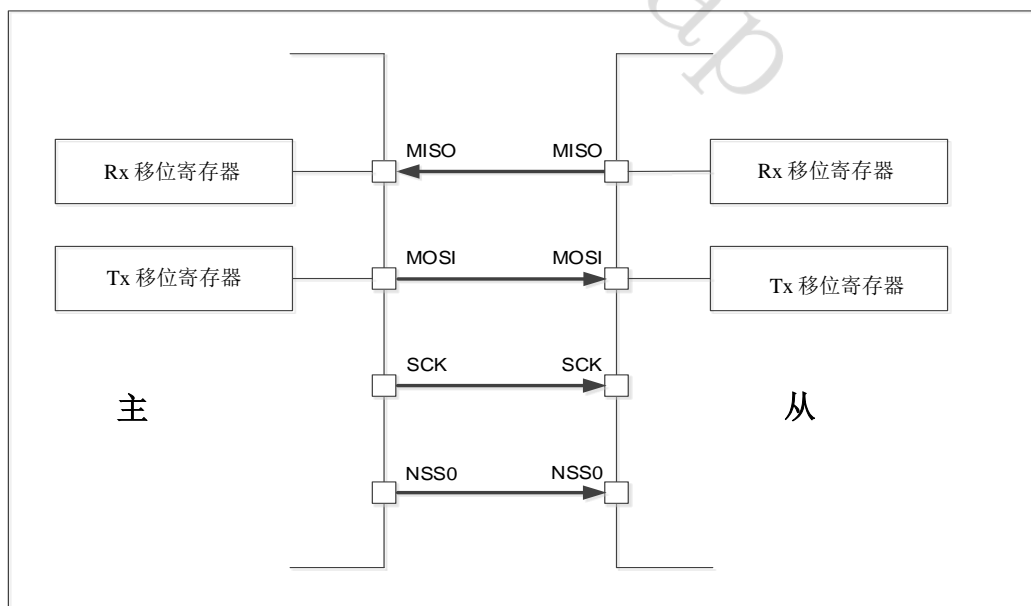 ap
MISO MISO
Rx 移位寄存器 Rx 移位寄存器
MOSI MOSI
Tx 移位寄存器 Tx 移位寄存器
SCK SCK
主 从
NSS0 NSS0